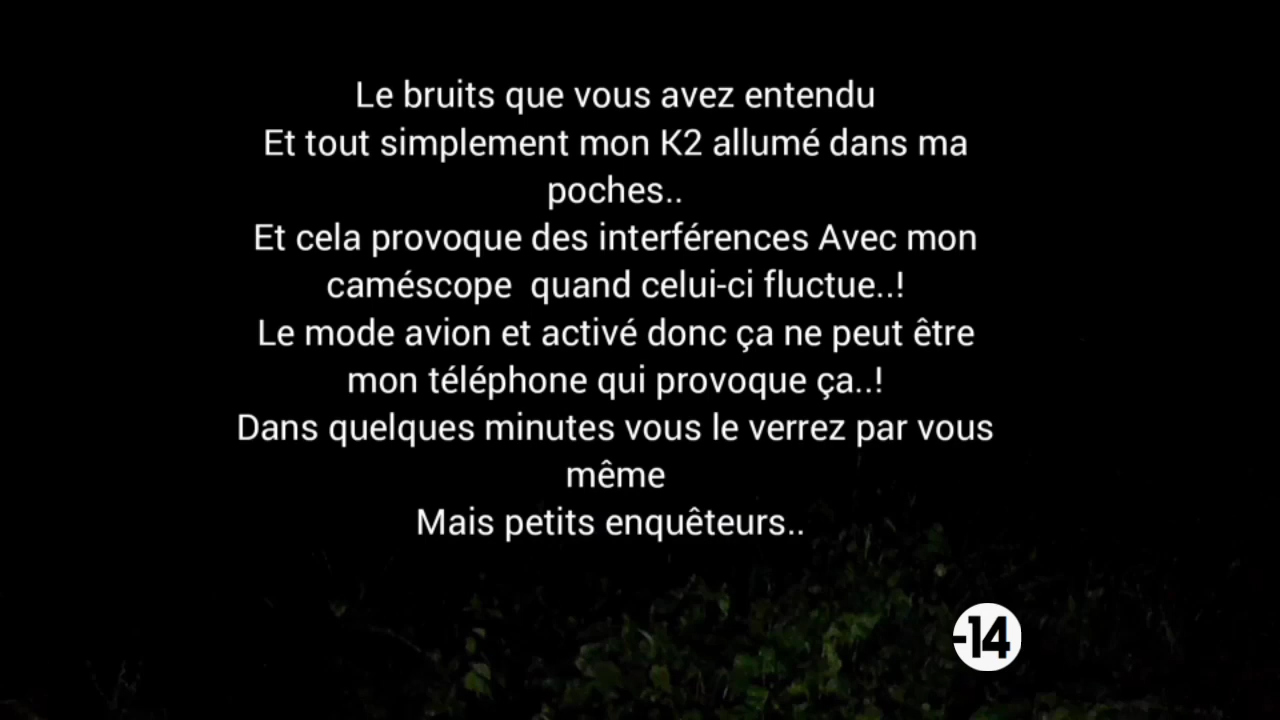 Le bruits que vous avez entendu
Et tout simplement mon K2 allumé dans ma
poches..
Et cela provoque des interférences Avec mon
caméscope  quand celui-ci fluctue..!
Le mode avion et activé donc ça ne peut être
mon téléphone qui provoque ça..!
Dans quelques minutes vous le verrez par vous
même
Mais petits enquêteurs..
-14